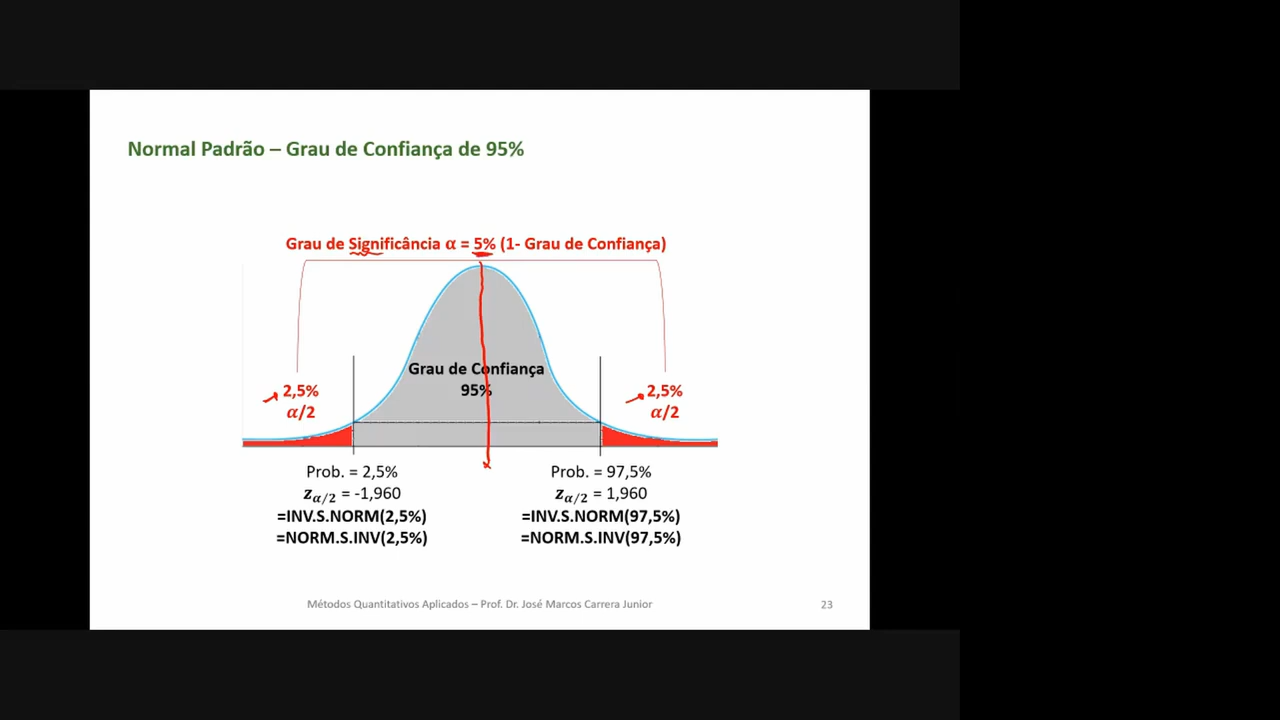 Normal Padrão – Grau de Confiança de 95%
Grau de Significância α = 5% (1- Grau de Confiança)
Grau de Confiança
95%
2,5%
α/2
2,5%
α/2
Prob. = 2,5%
zα/2 = -1,960
=INV.S.NORM(2,5%)
=NORM.S.INV(2,5%)
Prob. = 97,5%
zα/2 = 1,960
=INV.S.NORM(97,5%)
=NORM.S.INV(97,5%)
Métodos Quantitativos Aplicados – Prof. Dr. José Marcos Carrera Junior
23